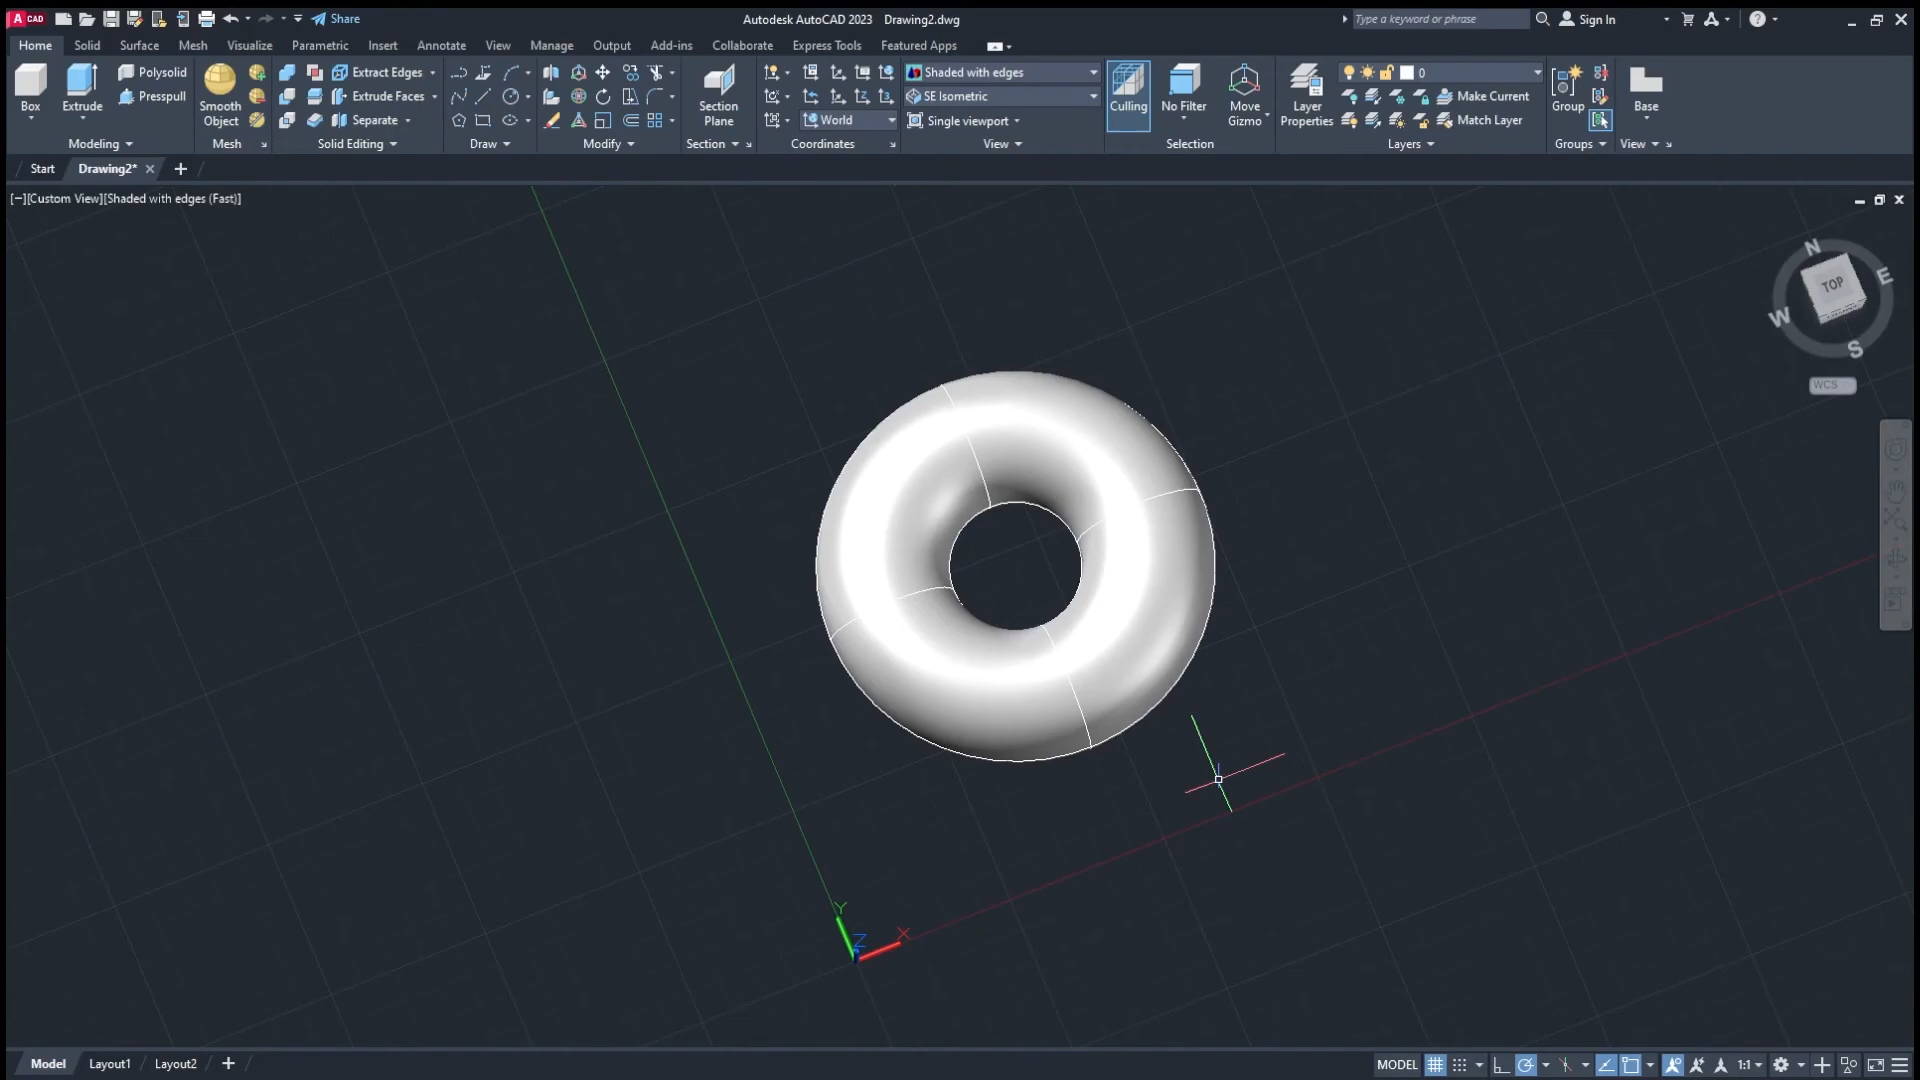 A CAD
Share
Autodesk AutoCAD 2023 Drawing2.dwg
Type a keyword or phrase
Sign In
Home Solid Surface Mesh Visualize Parametric Insert Annotate View Manage Output Add-ins Collaborate Express Tools Featured Apps
Box
Extrude
Polysolid
Presspull
Modeling
Smooth Object
Mesh
Extract Edges
Extrude Faces
Separate
Solid Editing
Draw
Modify
Section Plane
Section
World
Coordinates
Shaded with edges
SE Isometric
Single viewport
View
Culling
No Filter
Move Gizmo
Selection
Layer Properties
0
Make Current
Match Layer
Layers
Group
Groups
Base
View
Start Drawing2*
[−][Custom View][Shaded with edges (Fast)]
N
E
TOP
W
S
WCS
Y
Z
X
Model Layout1 Layout2
MODEL
1:1